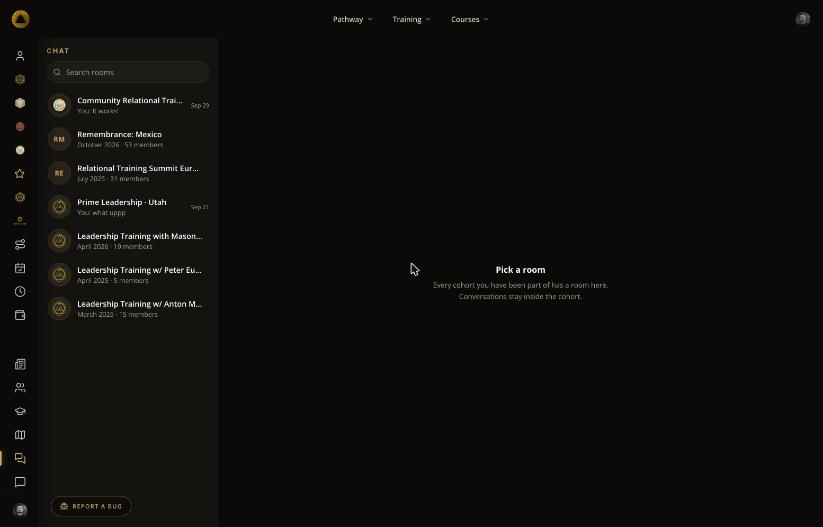 Pathway
Training
Courses
CHAT
Search rooms
Community Relational Trai...
Sep 29
You: It works!
RM
Remembrance: Mexico
October 2026 · 53 members
RE
Relational Training Summit Eur...
July 2025 · 31 members
Prime Leadership · Utah
Sep 21
You: what uppp
Leadership Training with Mason...
April 2026 · 19 members
Leadership Training w/ Peter Eu...
April 2025 · 5 members
Leadership Training w/ Anton M...
March 2025 · 15 members
Pick a room
Every cohort you have been part of has a room here.
Conversations stay inside the cohort.
REPORT A BUG